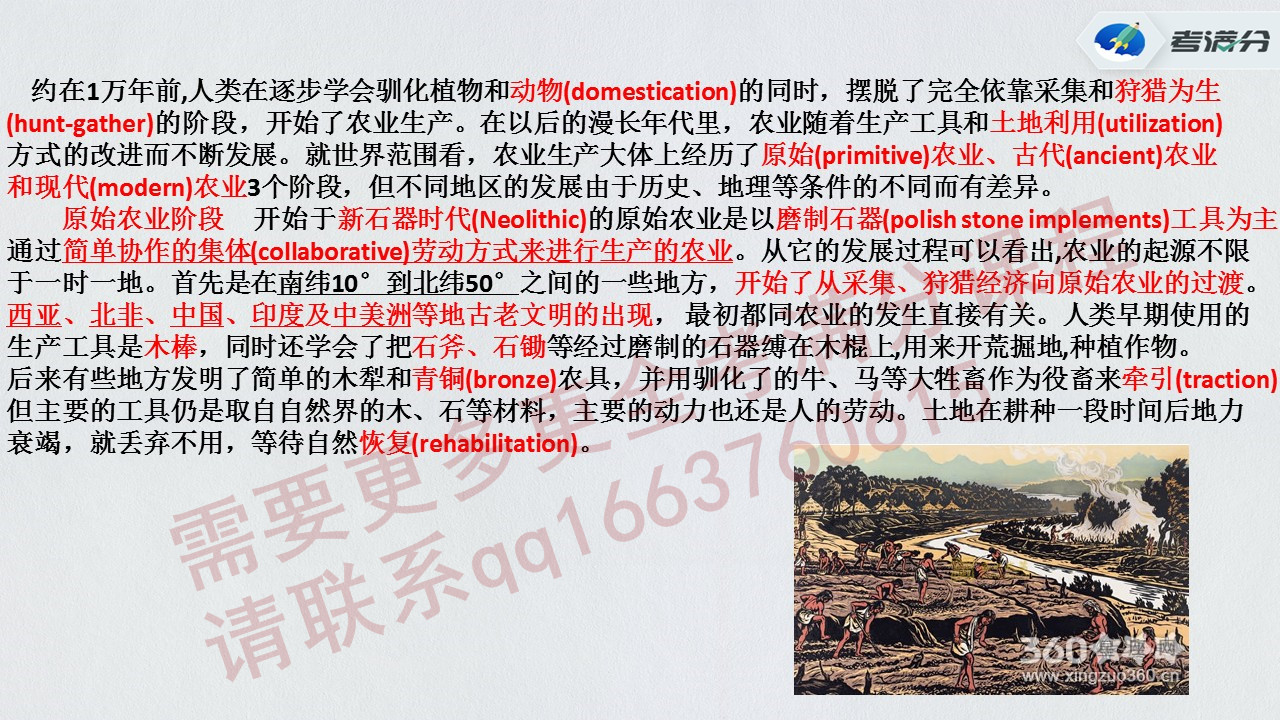 考满分
约在1万年前,人类在逐步学会驯化植物和动物(domestication)的同时，摆脱了完全依靠采集和狩猎为生
(hunt-gather)的阶段，开始了农业生产。在以后的漫长年代里，农业随着生产工具和土地利用(utilization)
方式的改进而不断发展。就世界范围看，农业生产大体上经历了原始(primitive)农业、古代(ancient)农业
和现代(modern)农业3个阶段，但不同地区的发展由于历史、地理等条件的不同而有差异。
原始农业阶段 开始于新石器时代(Neolithic)的原始农业是以磨制石器(polish stone implements)工具为主
通过简单协作的集体(collaborative)劳动方式来进行生产的农业。从它的发展过程可以看出,农业的起源不限
于一时一地。首先是在南纬10°到北纬50°之间的一些地方，开始了从采集、狩猎经济向原始农业的过渡。
西亚、北非、中国、印度及中美洲等地古老文明的出现，最初都同农业的发生直接有关。人类早期使用的
生产工具是木棒，同时还学会了把石斧、石锄等经过磨制的石器缚在木棍上,用来开荒掘地,种植作物。
后来有些地方发明了简单的木犁和青铜(bronze)农具，并用驯化了的牛、马等大牲畜作为役畜来牵引(traction)
但主要的工具仍是取自自然界的木、石等材料，主要的动力也还是人的劳动。土地在耕种一段时间后地力
衰竭，就丢弃不用，等待自然恢复(rehabilitation)。
需要更多更全考满分课程
请联系qq1663760615
www.xingzuo360.cn